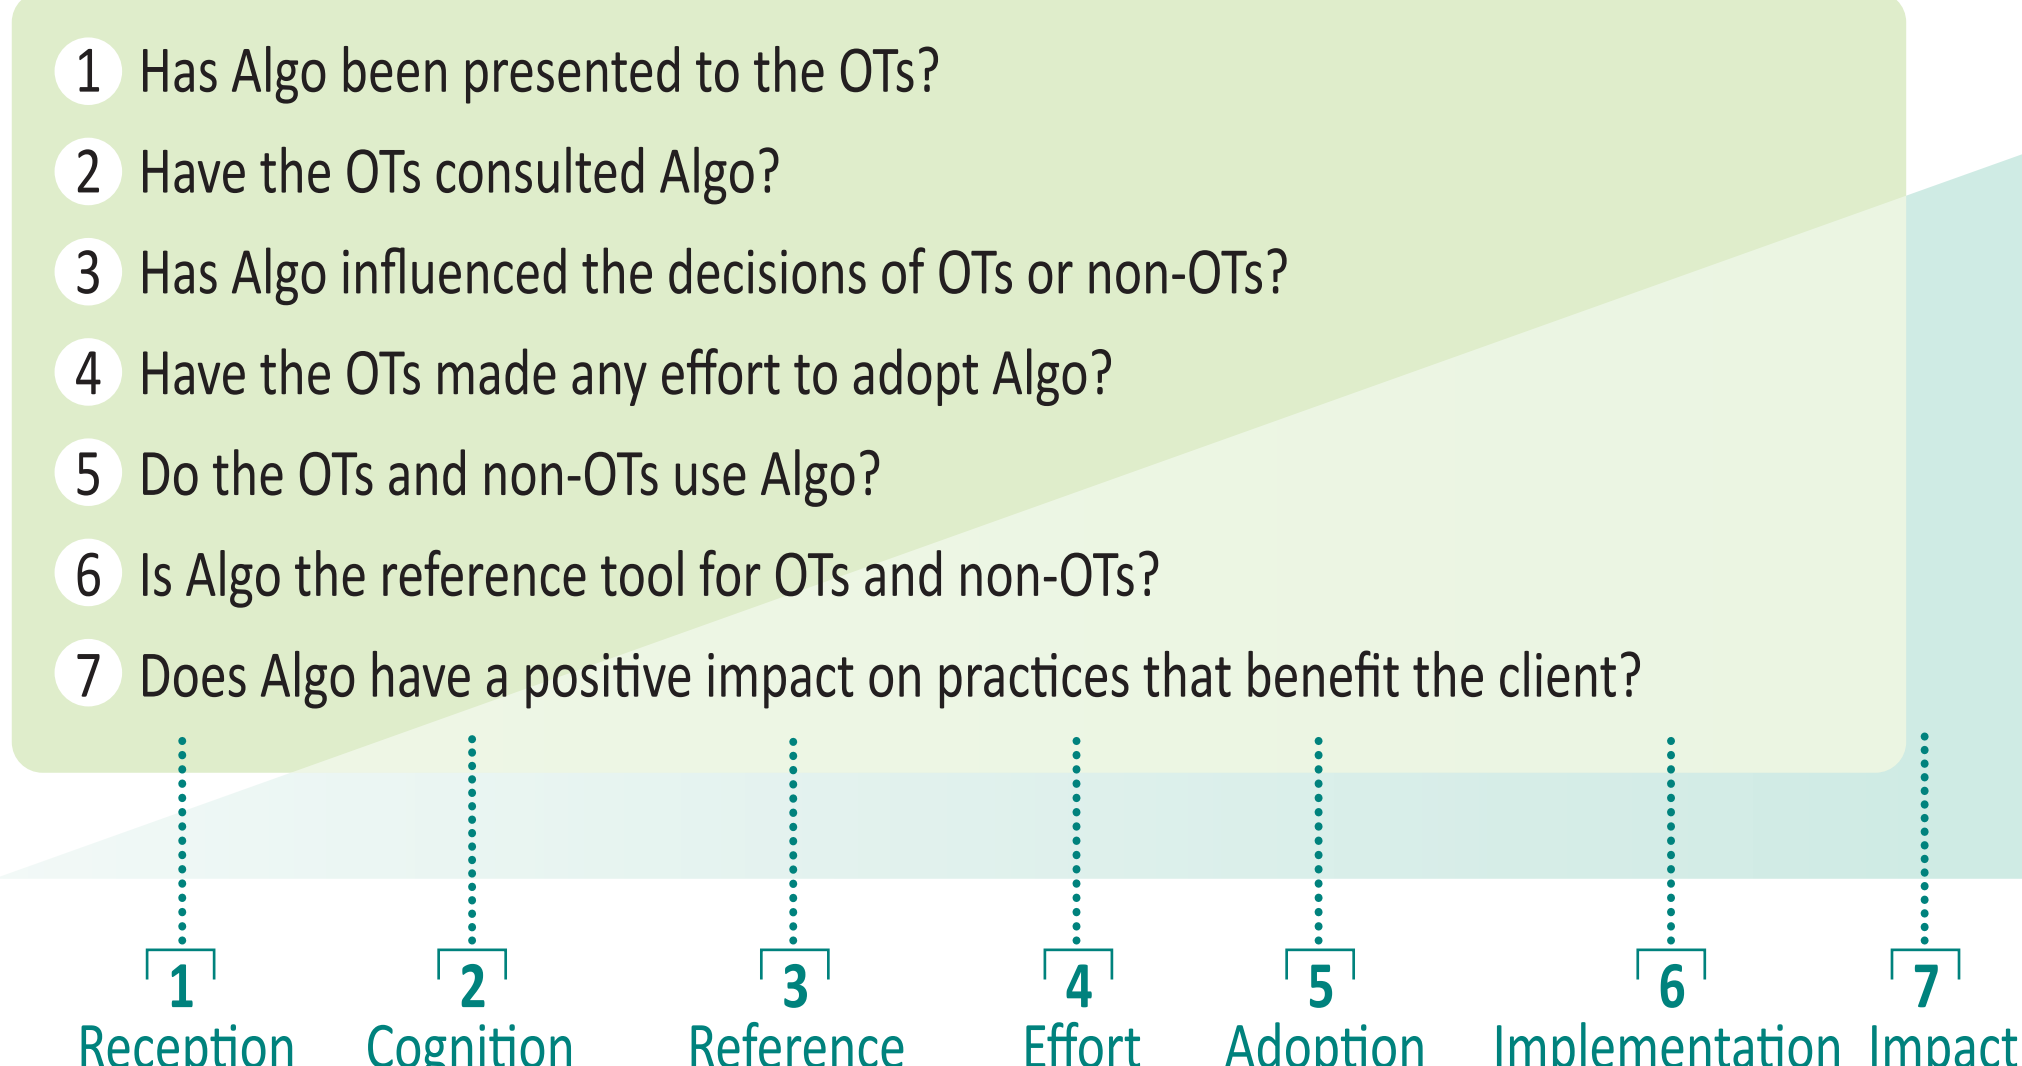 1 Has Algo been presented to the OTs?
2 Have the OTs consulted Algo?
3 Has Algo influenced the decisions of OTs or non-OTs?
4 Have the OTs made any effort to adopt Algo?
5 Do the OTs and non-OTs use Algo?
6 Is Algo the reference tool for OTs and non-OTs?
7 Does Algo have a positive impact on practices that benefit the client?
1 2 3 4 5 6 7
Reception Cognition Reference Effort Adoption Implementation Impact